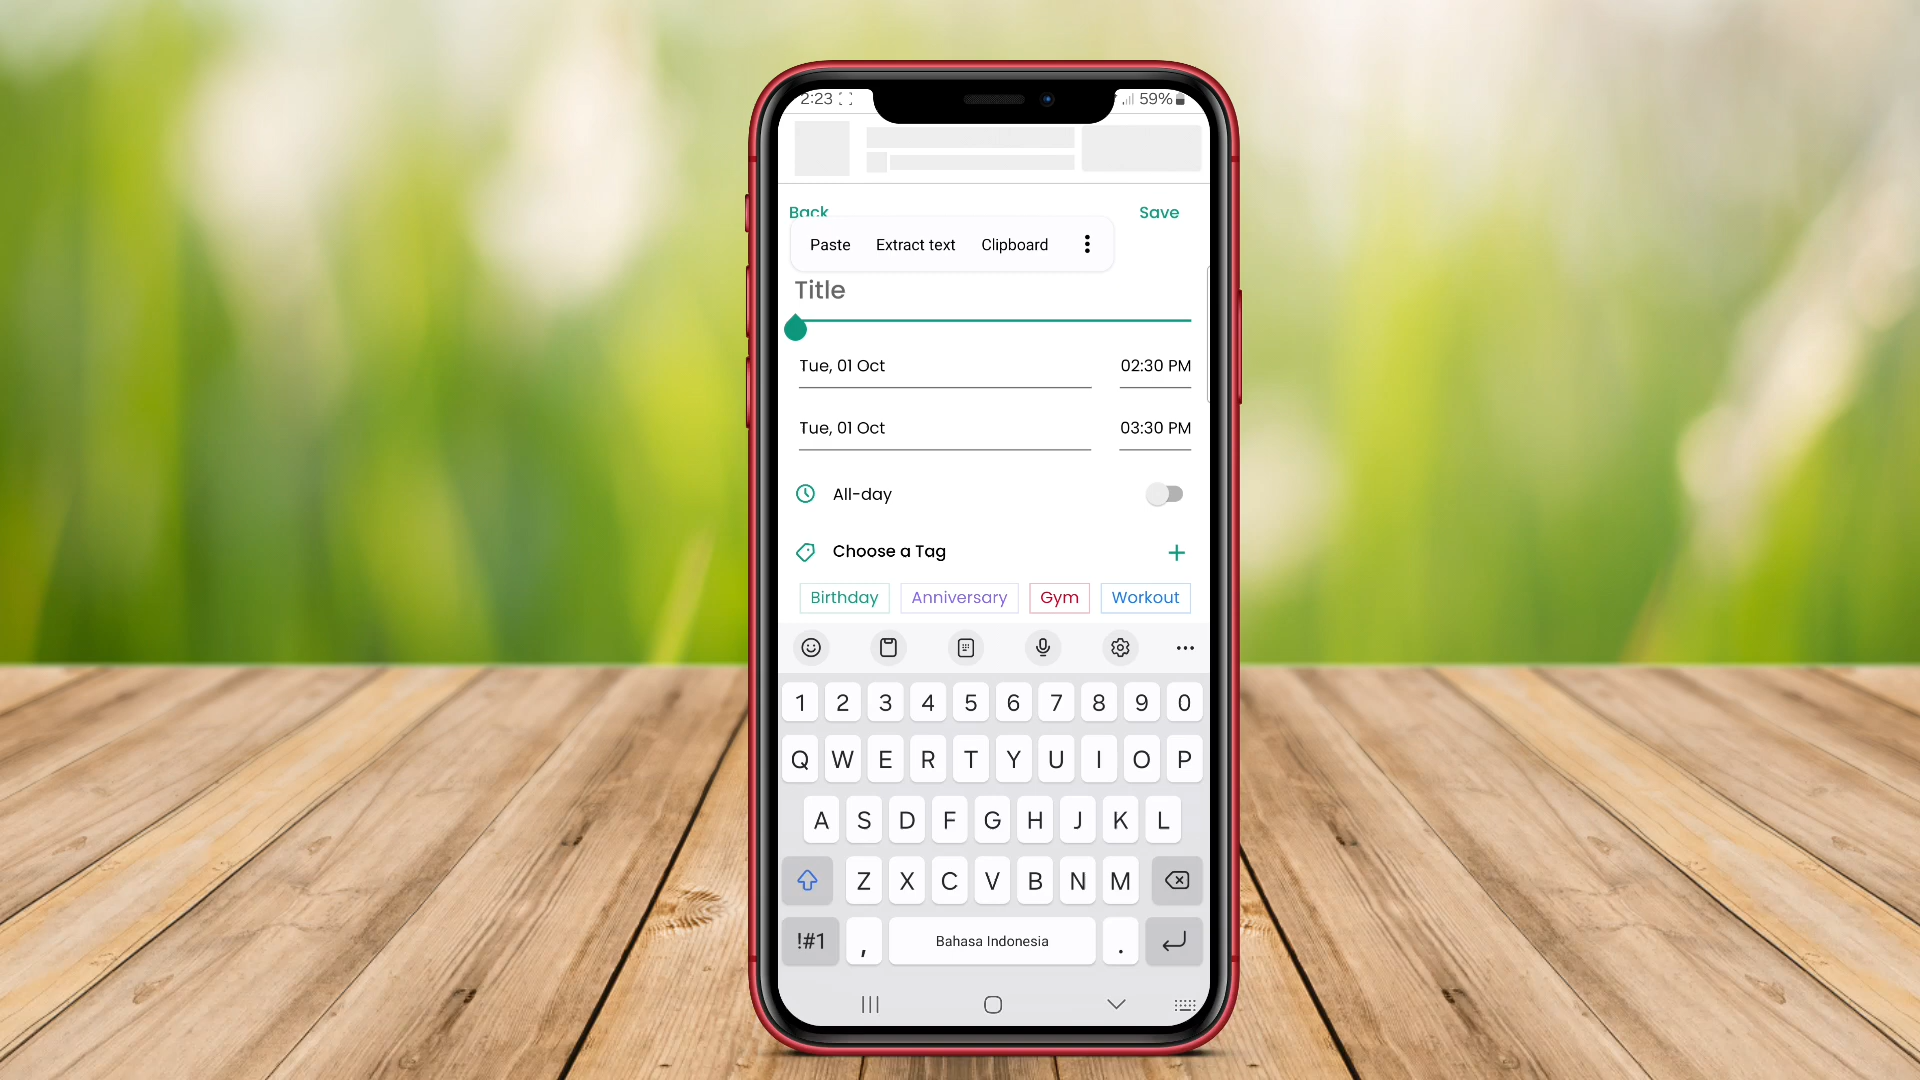 2:23 59%
Back Save
Paste Extract text Clipboard
Title
Tue, 01 Oct 02:30 PM
Tue, 01 Oct 03:30 PM
All-day
Choose a Tag +
Birthday Anniversary Gym Workout
1 2 3 4 5 6 7 8 9 0
Q W E R T Y U I O P
A S D F G H J K L
Z X C V B N M
!#1 , Bahasa Indonesia .